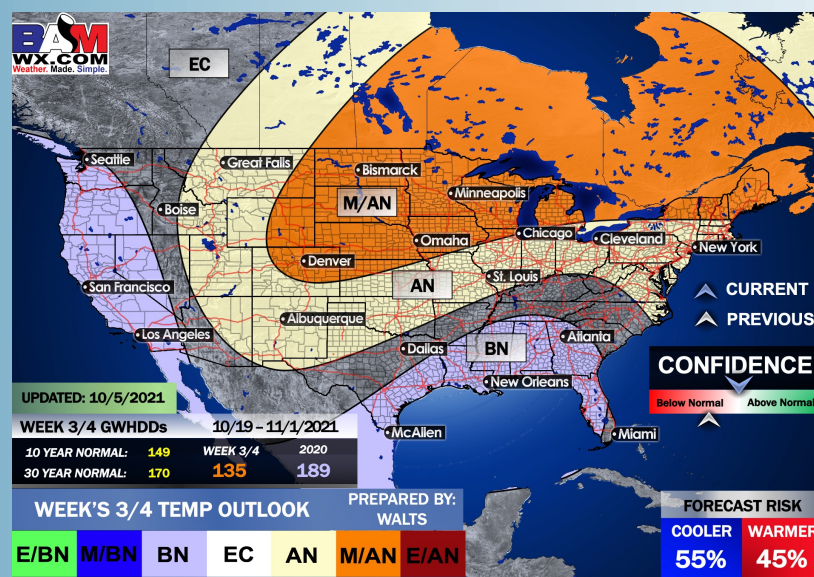 BAM
WX.COM
Weather. Made. Simple.
EC
Seattle
Great Falls
Bismarck
Minneapolis
Boise
M/AN
Omaha
Chicago
Cleveland
New York
Denver
San Francisco
St. Louis
AN
Albuquerque
Los Angeles
Dallas
BN
Atlanta
New Orleans
McAllen
Miami
CURRENT
PREVIOUS
CONFIDENCE
Below Normal Above Normal
UPDATED: 10/5/2021
WEEK 3/4 GWHDDs 10/19 – 11/1/2021
10 YEAR NORMAL: 149 WEEK 3/4 2020
30 YEAR NORMAL: 170 135 189
WEEK'S 3/4 TEMP OUTLOOK
PREPARED BY:
WALTS
E/BN M/BN BN EC AN M/AN E/AN
FORECAST RISK
COOLER WARMER
55% 45%